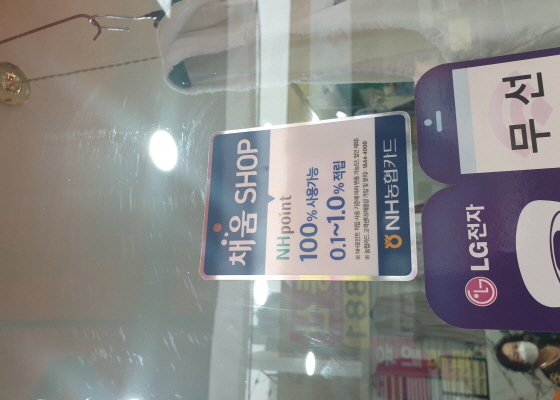 채움 SHOP
NHpoint
100% 사용가능
0.1~1.0% 적립
NH농협카드
무선
LG전자